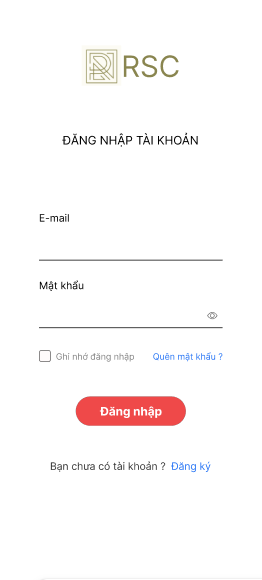 RSC
ĐĂNG NHẬP TÀI KHOẢN
E-mail
Mật khẩu
Ghi nhớ đăng nhập Quên mật khẩu ?
Đăng nhập
Bạn chưa có tài khoản ? Đăng ký